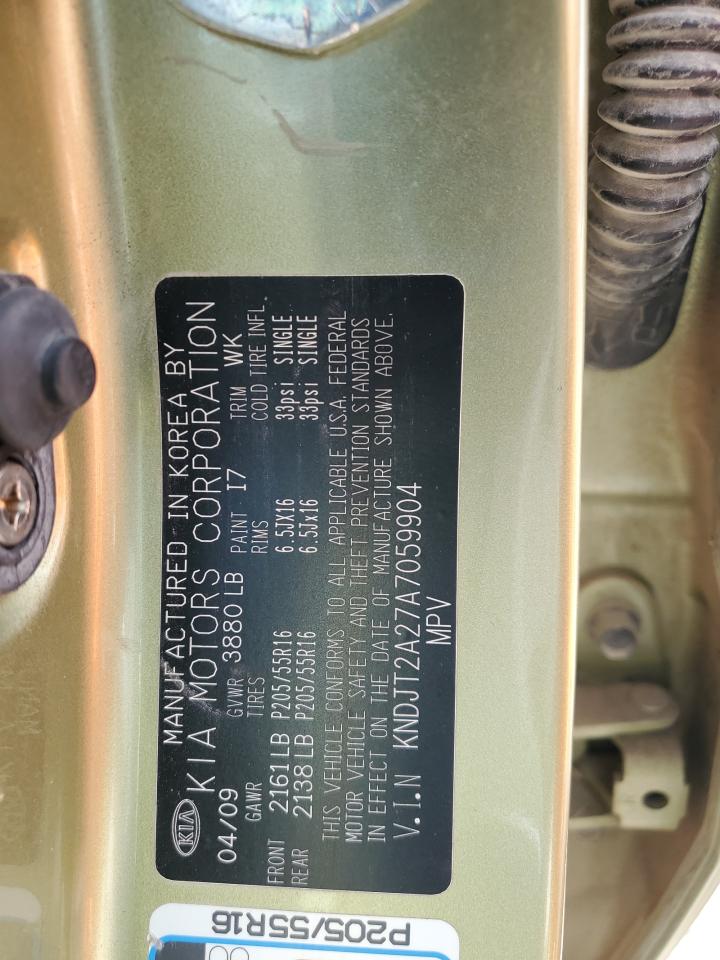 KIA
MANUFACTURED IN KOREA BY
KIA MOTORS CORPORATION
04/09 GVWR 3880 LB PAINT I7 TRIM WK
GAWR TIRES RIMS COLD TIRE INFL.
FRONT 2161 LB P205/55R16 6.5Jx16 33psi SINGLE
REAR 2138 LB P205/55R16 6.5Jx16 33psi SINGLE
THIS VEHICLE CONFORMS TO ALL APPLICABLE U.S.A. FEDERAL
MOTOR VEHICLE SAFETY AND THEFT PREVENTION STANDARDS
IN EFFECT ON THE DATE OF MANUFACTURE SHOWN ABOVE.
V.I.N KNDJT2A27A7059904
MPV
P205/55R16